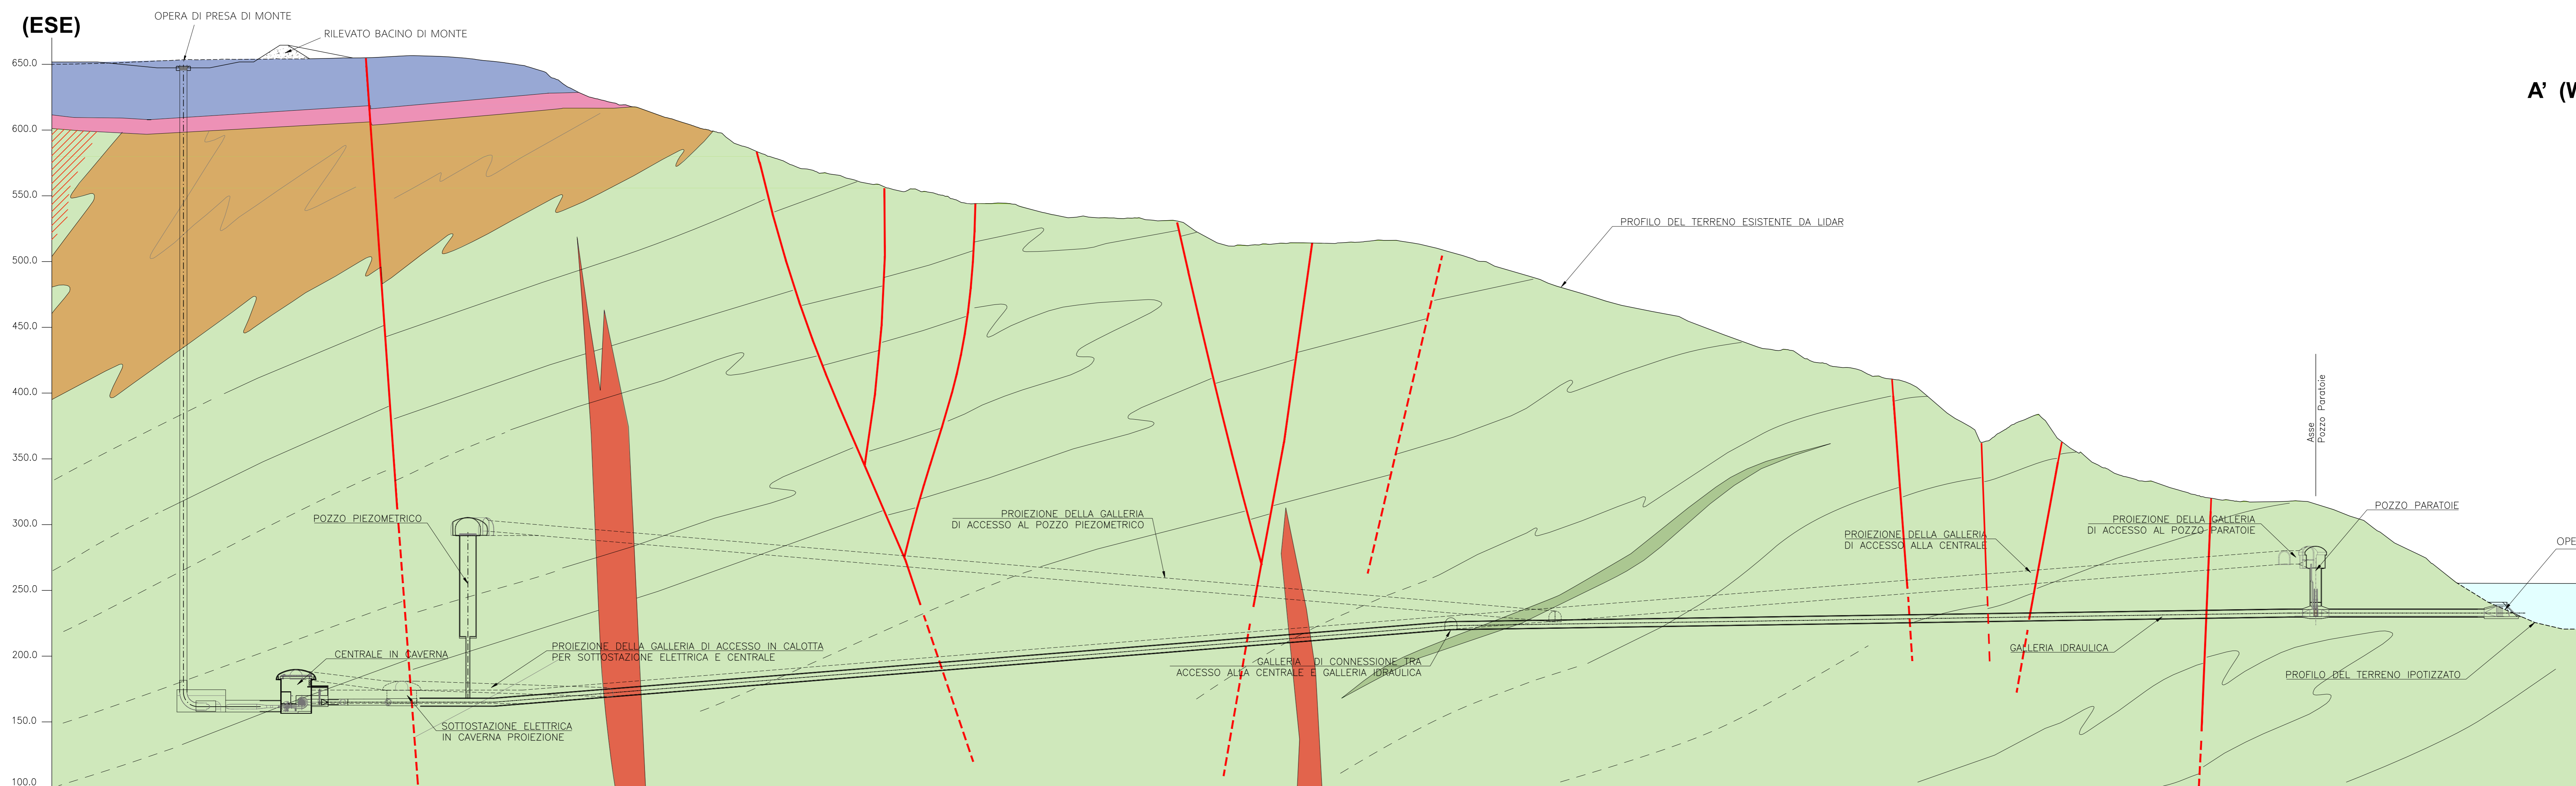 (ESE)
OPERA DI PRESA DI MONTE
RILEVATO BACINO DI MONTE
A' (W
650.0
600.0
550.0
500.0
450.0
400.0
350.0
300.0
250.0
200.0
150.0
100.0
PROFILO DEL TERRENO ESISTENTE DA LIDAR
Asse
Pozzo Paratoie
POZZO PIEZOMETRICO
PROIEZIONE DELLA GALLERIA
DI ACCESSO AL POZZO PIEZOMETRICO
PROIEZIONE DELLA GALLERIA
DI ACCESSO ALLA CENTRALE
PROIEZIONE DELLA GALLERIA
DI ACCESSO AL POZZO PARATOIE
POZZO PARATOIE
OPE
CENTRALE IN CAVERNA
PROIEZIONE DELLA GALLERIA DI ACCESSO IN CALOTTA
PER SOTTOSTAZIONE ELETTRICA E CENTRALE
GALLERIA DI CONNESSIONE TRA
ACCESSO ALLA CENTRALE E GALLERIA IDRAULICA
GALLERIA IDRAULICA
PROFILO DEL TERRENO IPOTIZZATO
SOTTOSTAZIONE ELETTRICA
IN CAVERNA PROIEZIONE